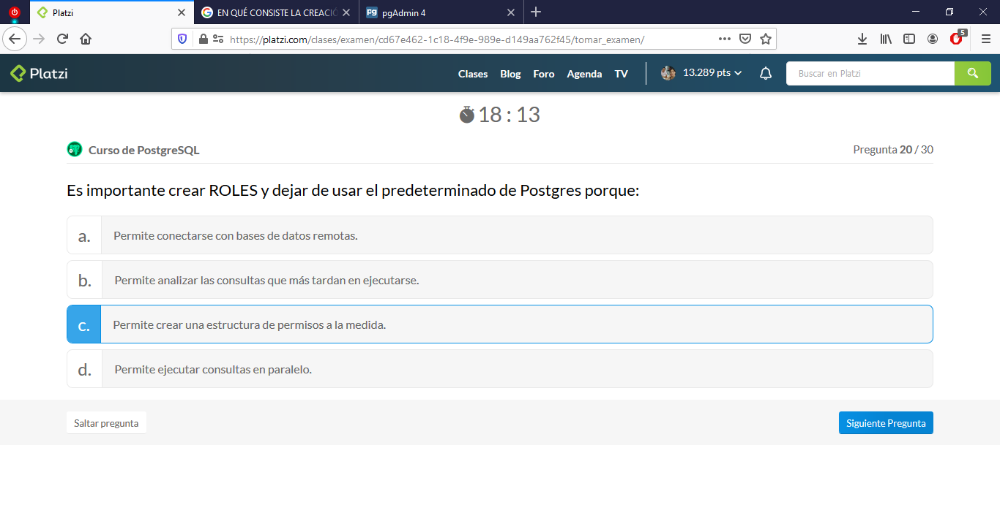 Platzi
EN QUÉ CONSISTE LA CREACIÓ
pgAdmin 4
https://platzi.com/clases/examen/cd67e462-1c18-4f9e-989e-d149aa762f45/tomar_examen/
5
Platzi
Clases Blog Foro Agenda TV
13.289 pts
Buscar en Platzi
18 : 13
Curso de PostgreSQL
Pregunta 20 / 30
Es importante crear ROLES y dejar de usar el predeterminado de Postgres porque:
a. Permite conectarse con bases de datos remotas.
b. Permite analizar las consultas que más tardan en ejecutarse.
c. Permite crear una estructura de permisos a la medida.
d. Permite ejecutar consultas en paralelo.
Saltar pregunta
Siguiente Pregunta